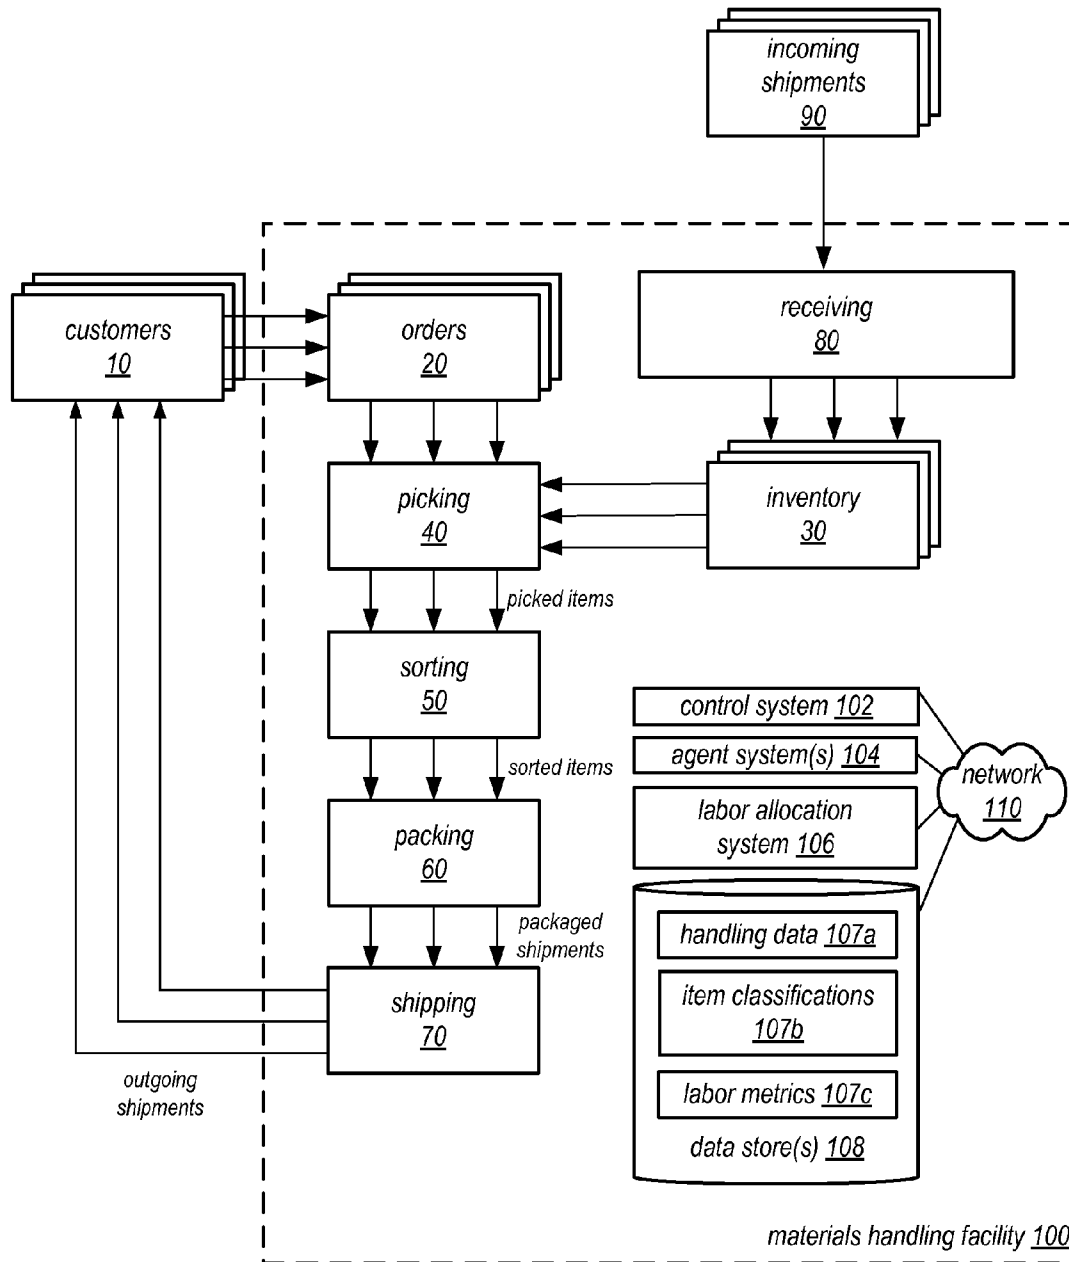 incoming
shipments
90
customers
10
orders
20
receiving
80
picking
40
inventory
30
picked items
sorting
50
sorted items
packing
60
packaged
shipments
shipping
70
outgoing
shipments
control system 102
agent system(s) 104
labor allocation
system 106
network
110
handling data 107a
item classifications
107b
labor metrics 107c
data store(s) 108
materials handling facility 100